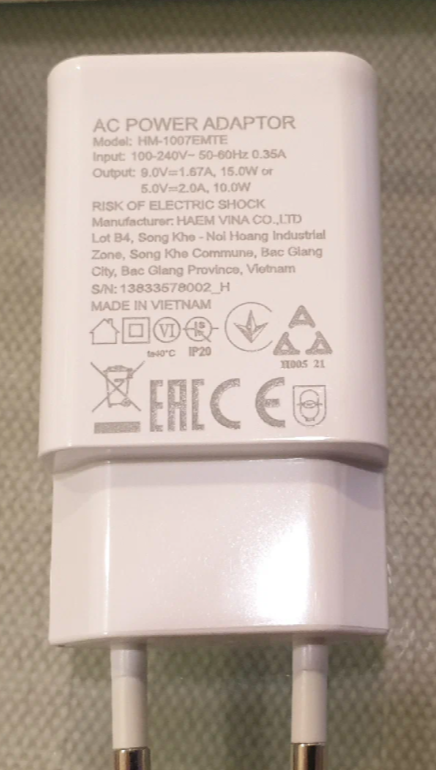 AC POWER ADAPTOR
Model: HM-1007EMTE
Input: 100-240V~ 50-60Hz 0.35A
Output: 9.0V⎓1.67A, 15.0W or
5.0V⎓2.0A, 10.0W
RISK OF ELECTRIC SHOCK
Manufacturer: HAEM VINA CO.,LTD
Lot B4, Song Khe - Noi Hoang Industrial
Zone, Song Khe Commune, Bac Giang
City, Bac Giang Province, Vietnam
S/N: 13833578002_H
MADE IN VIETNAM
VI
ta40°C IP20
21
EAC CE